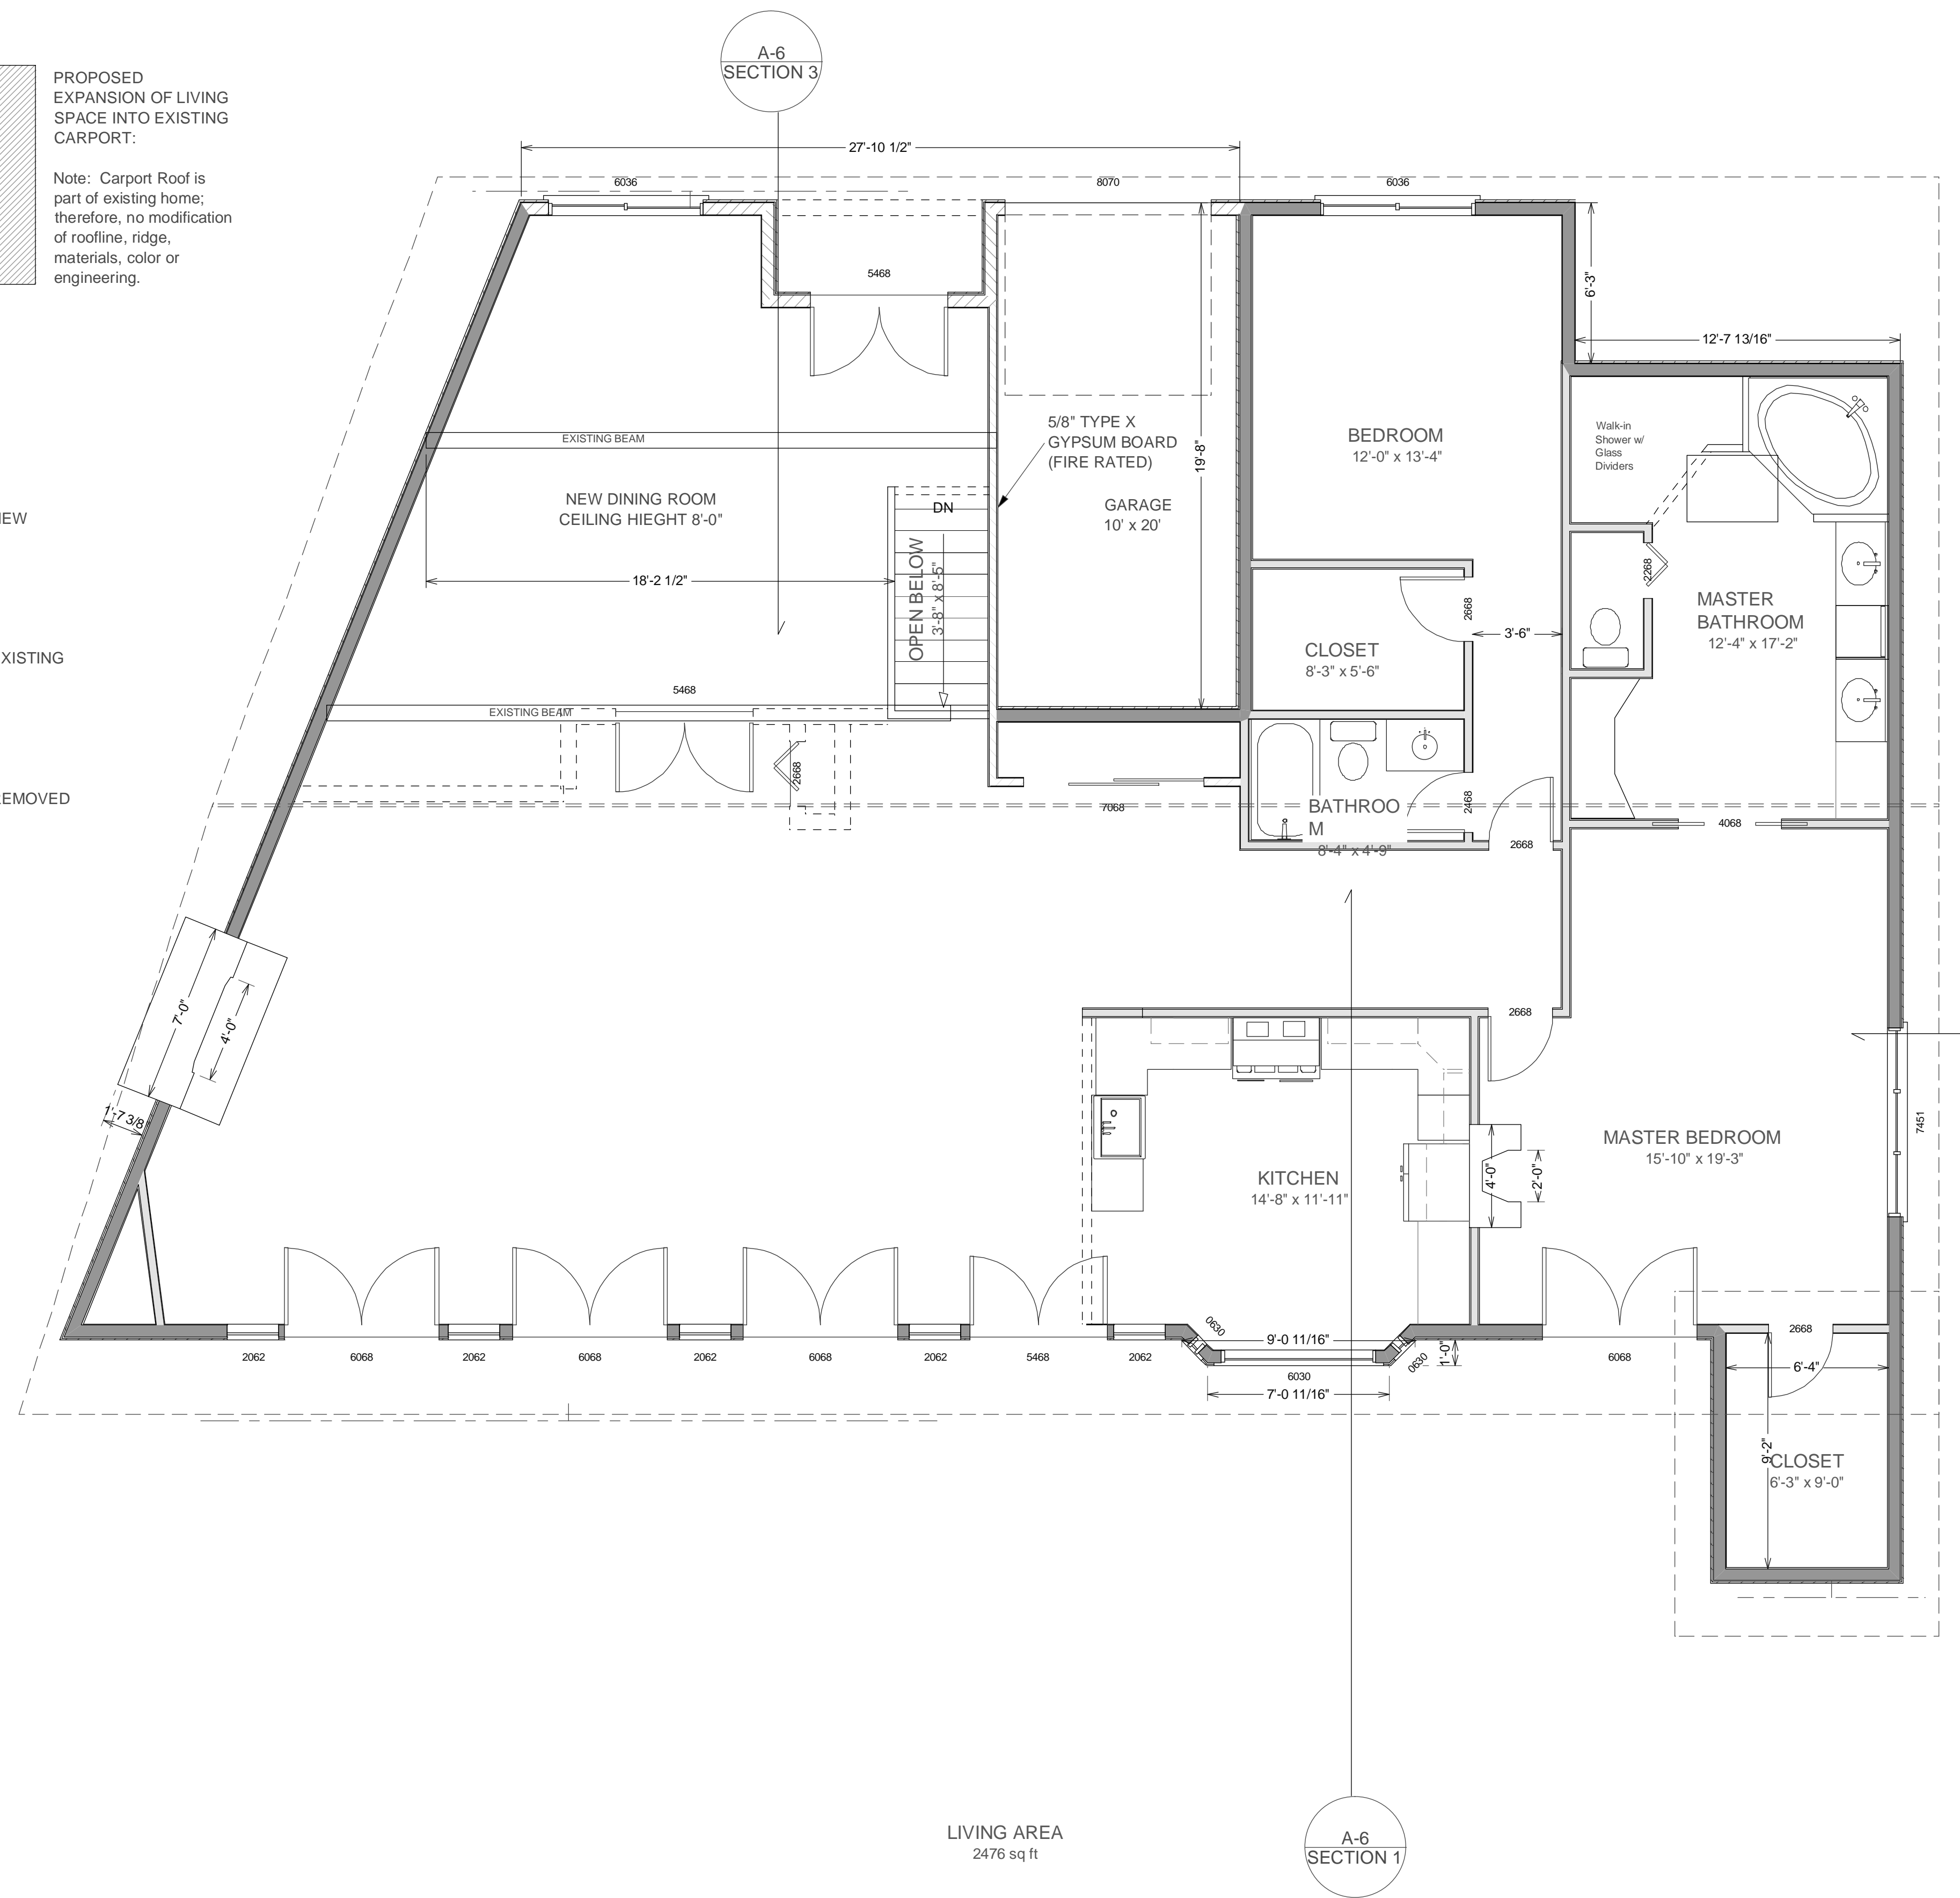 A-6
SECTION 3
PROPOSED
EXPANSION OF LIVING
SPACE INTO EXISTING
CARPORT:
Note: Carport Roof is
part of existing home;
therefore, no modification
of roofline, ridge,
materials, color or
engineering.
27'-10 1/2"
6036
8070
6036
5468
6'-3"
12'-7 13/16"
EXISTING BEAM
5/8" TYPE X
GYPSUM BOARD
(FIRE RATED)
19'-8"
GARAGE
10' x 20'
BEDROOM
12'-0" x 13'-4"
Walk-in
Shower w/
Glass
Dividers
NEW DINING ROOM
CEILING HIEGHT 8'-0"
DN
OPEN BELOW
3'-8" x 8'-5"
18'-2 1/2"
2268
MASTER
BATHROOM
12'-4" x 17'-2"
2668
3'-6"
CLOSET
8'-3" x 5'-6"
XISTING
5468
EXISTING BEAM
2668
7068
EMOVED
BATHROO
M
8'-4" x 4'-9"
2468
2668
4068
7'-0"
4'-0"
1'-7 3/8
2668
7451
KITCHEN
14'-8" x 11'-11"
4'-0"
2'-0"
MASTER BEDROOM
15'-10" x 19'-3"
2062
6068
2062
6068
2062
6068
2062
5468
2062
0630
9'-0 11/16"
0630
1'-0"
6030
7'-0 11/16"
6068
2668
6'-4"
9'-2"
CLOSET
6'-3" x 9'-0"
LIVING AREA
2476 sq ft
A-6
SECTION 1